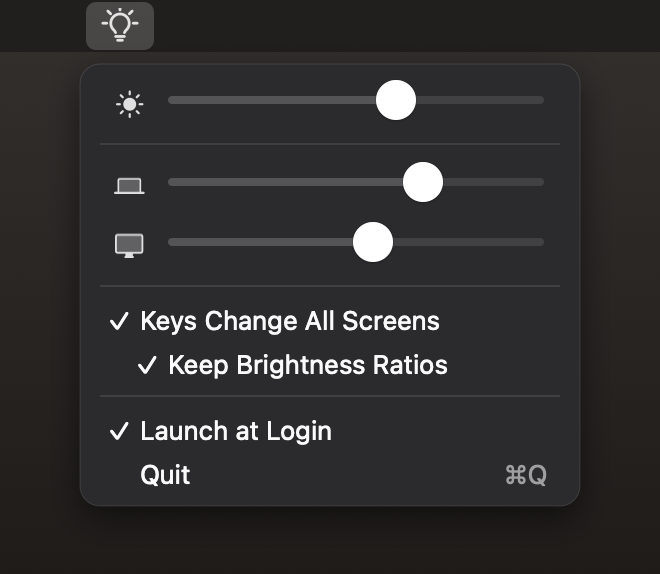 Keys Change All Screens
Keep Brightness Ratios
Launch at Login
Quit ⌘Q